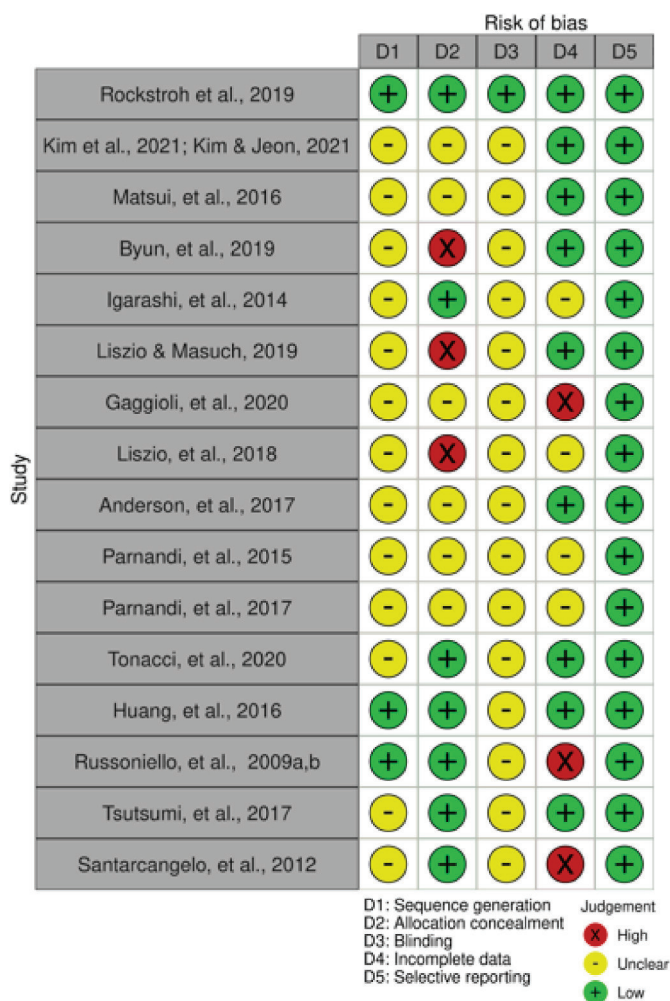 Risk of bias
D1 D2 D3 D4 D5
Study
Rockstroh et al., 2019 + + + + +
Kim et al., 2021; Kim & Jeon, 2021 - - - + +
Matsui, et al., 2016 - - - + +
Byun, et al., 2019 - X - + +
Igarashi, et al., 2014 - + - - +
Liszio & Masuch, 2019 - X - + +
Gaggioli, et al., 2020 - - - X +
Liszio, et al., 2018 - X - - +
Anderson, et al., 2017 - - - + +
Parnandi, et al., 2015 - - - - +
Parnandi, et al., 2017 - - - - +
Tonacci, et al., 2020 - + - + +
Huang, et al., 2016 + + - + +
Russoniello, et al., 2009a,b + + - X +
Tsutsumi, et al., 2017 - + - + +
Santarcangelo, et al., 2012 - + - X +
D1: Sequence generation
D2: Allocation concealment
D3: Blinding
D4: Incomplete data
D5: Selective reporting
Judgement
X High
- Unclear
+ Low